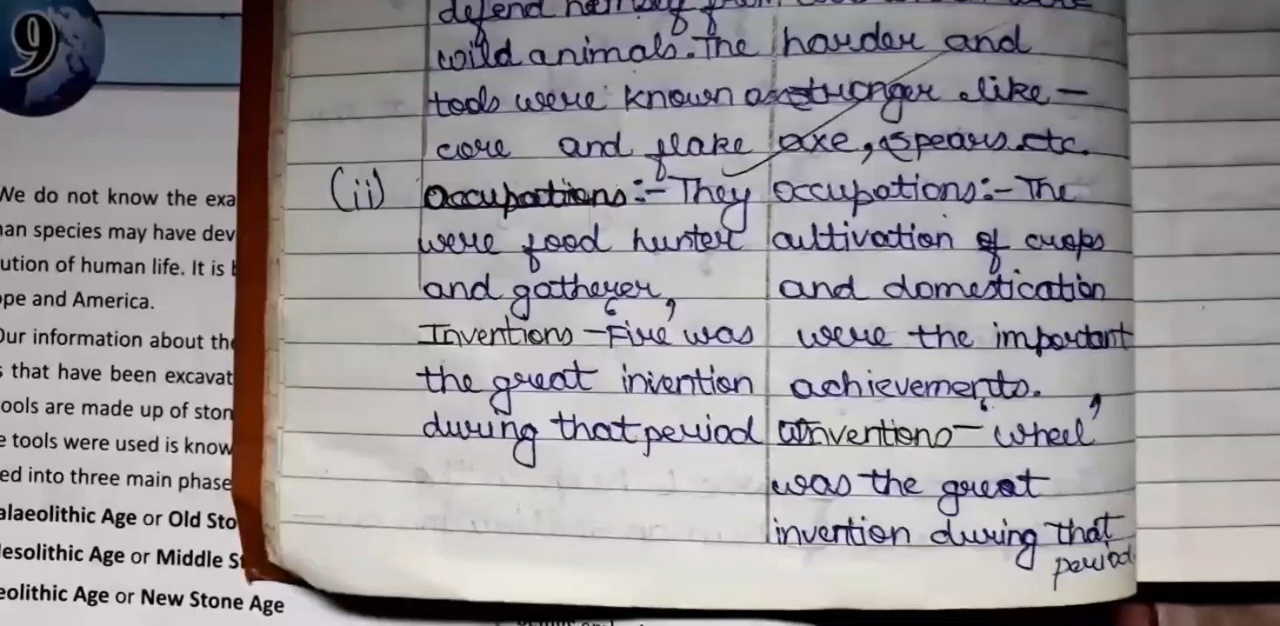 9
We do not know the exa
man species may have dev
ution of human life. It is
ope and America.
Our information about the
s that have been excavat
ools are made up of ston
e tools were used is know
ed into three main phase
alaeolithic Age or Old Sto
lesolithic Age or Middle S
eolithic Age or New Stone Age
defend
wild animals. The
tools were known as
core and flake
(ii) Occupations:- They
were food hunter
and gatherer,
Inventions - 'Fire' was
the great invention
during that period
harder and
stronger like -
axe, spears etc.
occupations:- The
cultivation of crops
and domestication
were the important
achievements.
inventions - 'wheel'
was the great
invention during that
period.